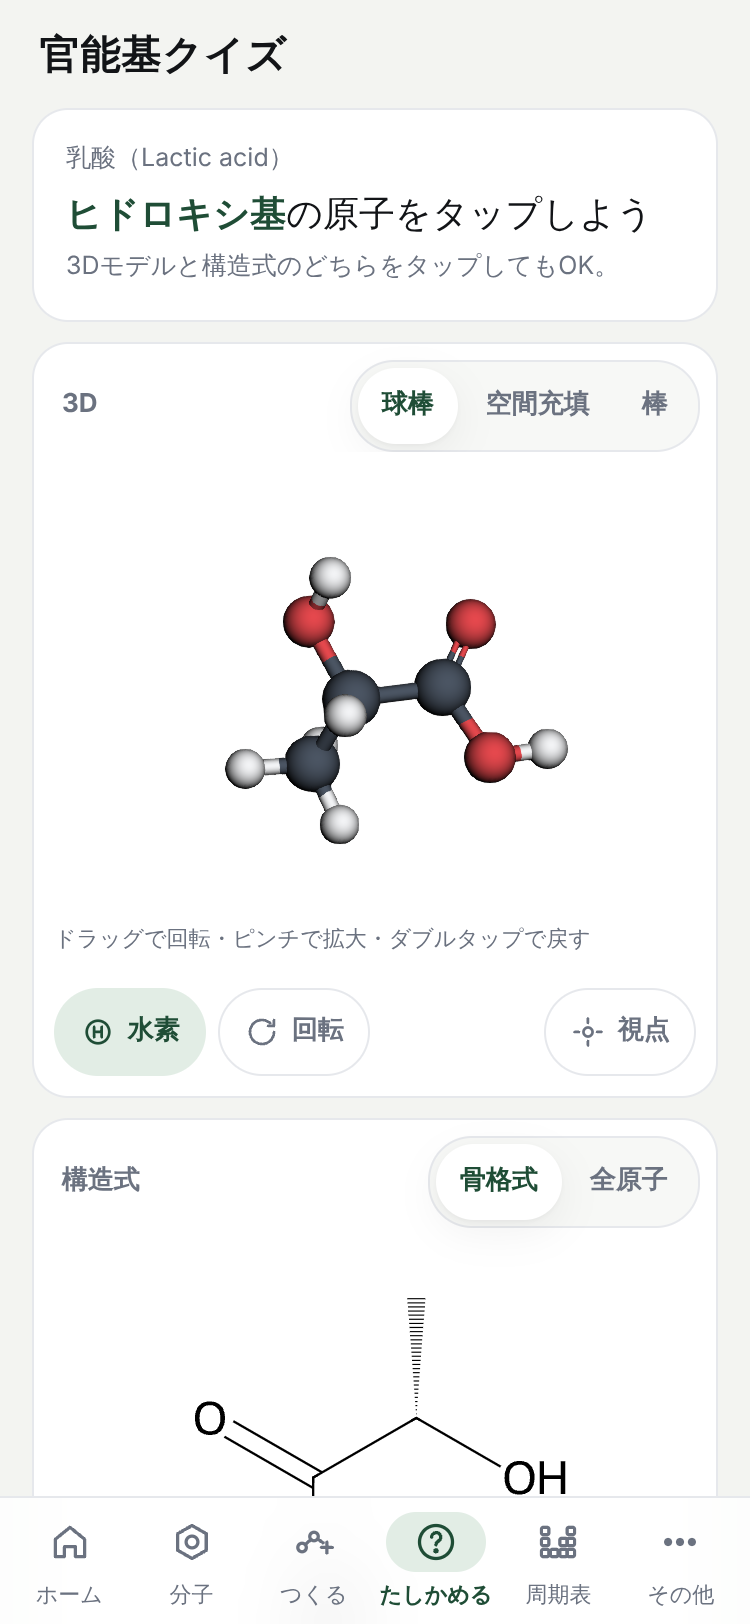 官能基クイズ
乳酸（Lactic acid）
ヒドロキシ基の原子をタップしよう
3Dモデルと構造式のどちらをタップしてもOK。
3D
球棒 空間充填 棒
ドラッグで回転・ピンチで拡大・ダブルタップで戻す
H 水素 回転 視点
構造式
骨格式 全原子
O
OH
ホーム 分子 つくる たしかめる 周期表 その他